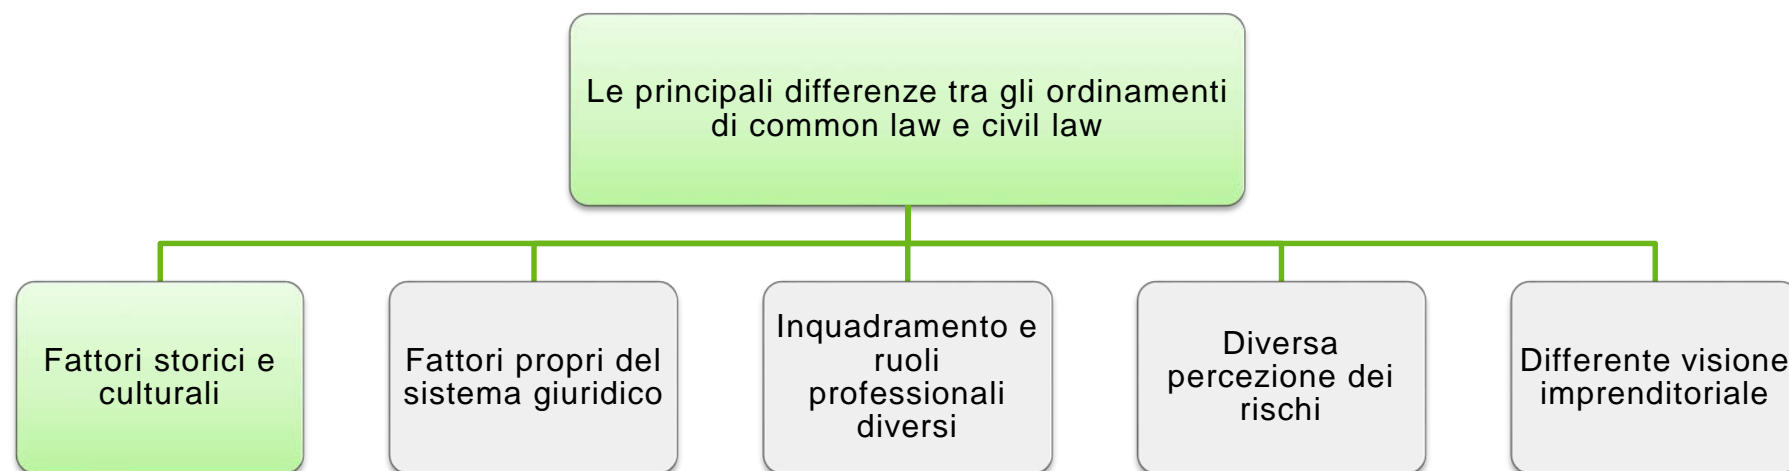 Le principali differenze tra gli ordinamenti
di common law e civil law
Fattori storici e
culturali
Fattori propri del
sistema giuridico
Inquadramento e
ruoli
professionali
diversi
Diversa
percezione dei
rischi
Differente visione
imprenditoriale